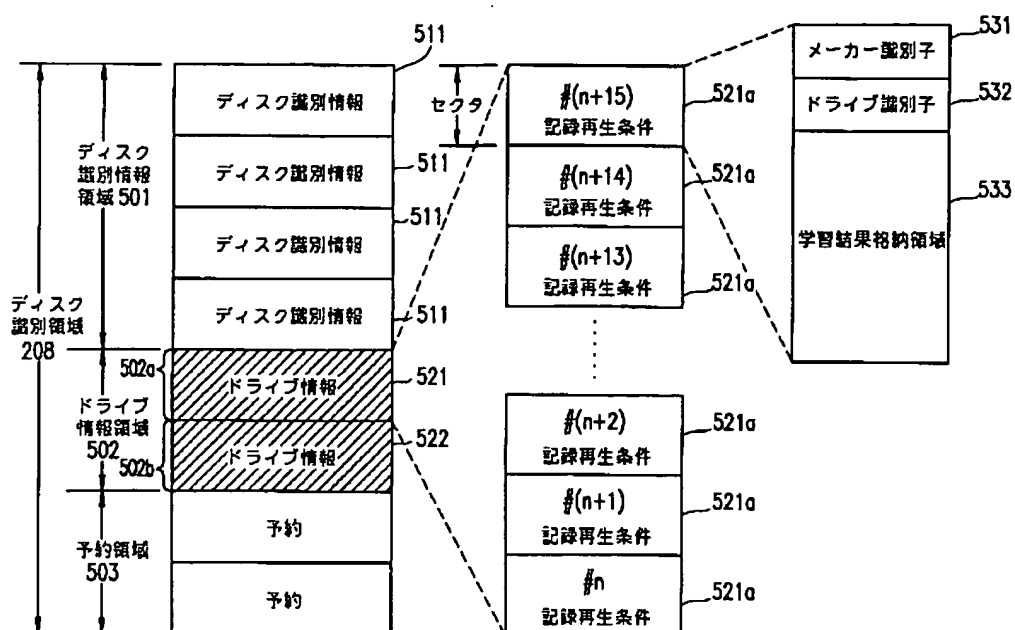 511
ディスク識別情報
ディスク識別情報
511
ディスク識別情報
511
ディスク識別情報
511
ディスク
識別情報
領域501
ディスク
識別領域
208
502a
ドライブ情報
521
ドライブ
情報領域
502
502b
ドライブ情報
522
予約領域
503
予約
予約
セクタ
#(n+15)
記録再生条件
521a
#(n+14)
記録再生条件
521a
#(n+13)
記録再生条件
521a
#(n+2)
記録再生条件
521a
#(n+1)
記録再生条件
521a
#n
記録再生条件
521a
メーカー識別子
531
ドライブ識別子
532
学習結果格納領域
533